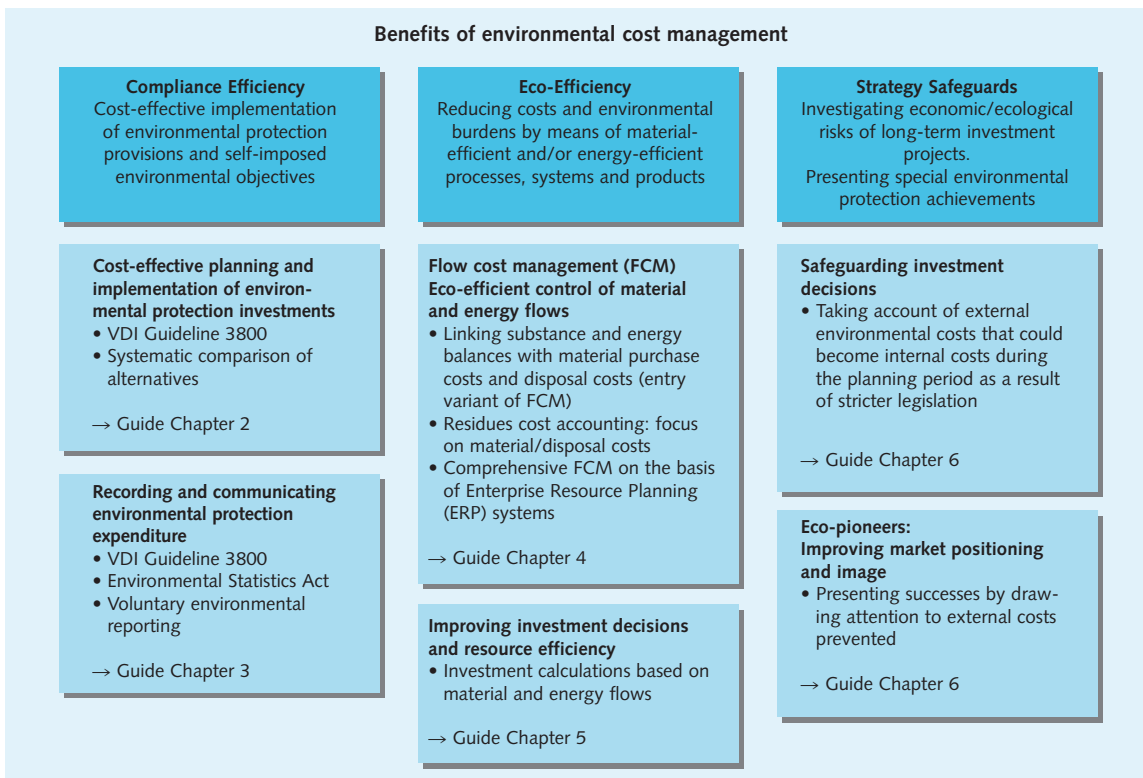 Benefits of environmental cost management
Compliance Efficiency
Cost-effective implementation
of environmental protection
provisions and self-imposed
environmental objectives
Cost-effective planning and
implementation of environ-
mental protection investments
• VDI Guideline 3800
• Systematic comparison of
alternatives
→ Guide Chapter 2
Recording and communicating
environmental protection
expenditure
• VDI Guideline 3800
• Environmental Statistics Act
• Voluntary environmental
reporting
→ Guide Chapter 3
Eco-Efficiency
Reducing costs and environmental
burdens by means of material-
efficient and/or energy-efficient
processes, systems and products
Flow cost management (FCM)
Eco-efficient control of material
and energy flows
• Linking substance and energy
balances with material purchase
costs and disposal costs (entry
variant of FCM)
• Residues cost accounting: focus
on material/disposal costs
• Comprehensive FCM on the basis
of Enterprise Resource Planning
(ERP) systems
→ Guide Chapter 4
Improving investment decisions
and resource efficiency
• Investment calculations based on
material and energy flows
→ Guide Chapter 5
Strategy Safeguards
Investigating economic/ecological
risks of long-term investment
projects.
Presenting special environmental
protection achievements
Safeguarding investment
decisions
• Taking account of external
environmental costs that could
become internal costs during
the planning period as a result
of stricter legislation
→ Guide Chapter 6
Eco-pioneers:
Improving market positioning
and image
• Presenting successes by draw-
ing attention to external costs
prevented
→ Guide Chapter 6